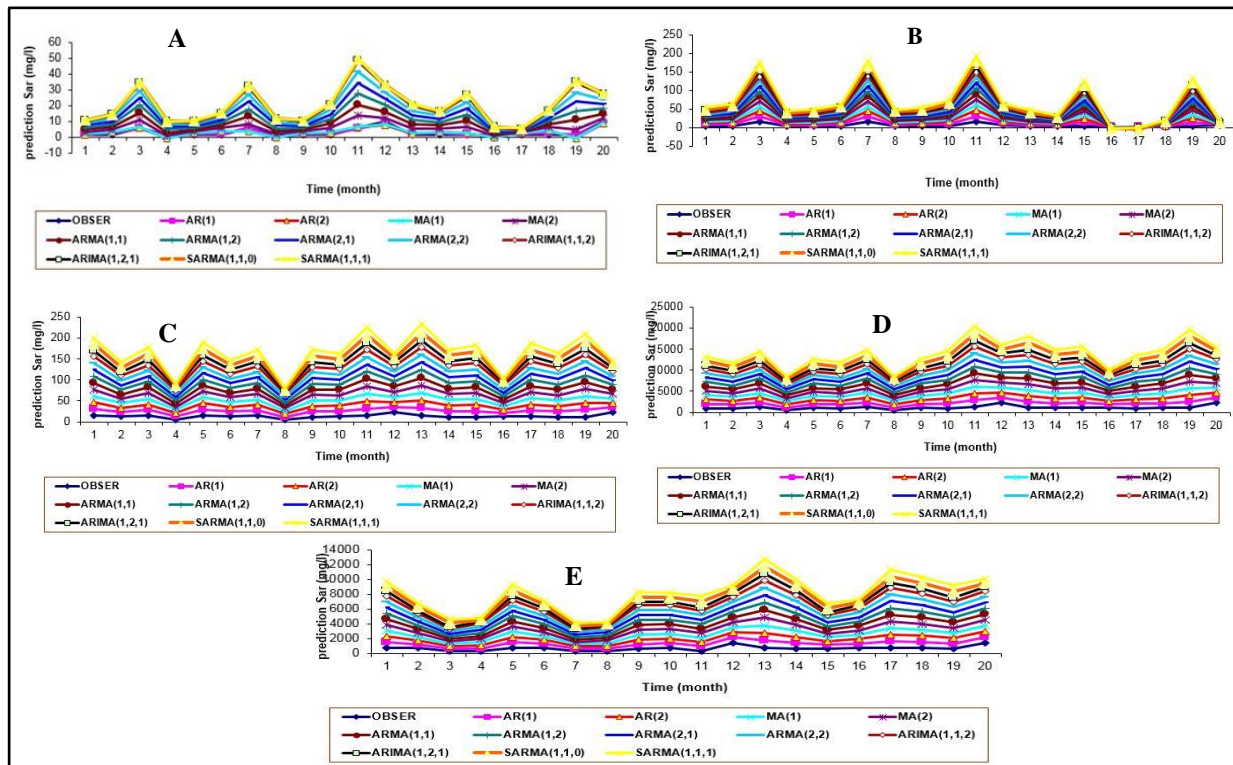 A
prediction Sar (mg/l)
60
50
40
30
20
10
0
-10
1 2 3 4 5 6 7 8 9 10 11 12 13 14 15 16 17 18 19 20
Time (month)
OBSER AR(1) AR(2) MA(1) MA(2)
ARMA(1,1) ARMA(1,2) ARMA(2,1) ARMA(2,2) ARIMA(1,1,2)
ARIMA(1,2,1) SARMA(1,1,0) SARMA(1,1,1)
B
prediction Sar (mg/l)
250
200
150
100
50
0
-50
1 2 3 4 5 6 7 8 9 10 11 12 13 14 15 16 17 18 19 20
Time (month)
OBSER AR(1) AR(2) MA(1) MA(2)
ARMA(1,1) ARMA(1,2) ARMA(2,1) ARMA(2,2) ARIMA(1,1,2)
ARIMA(1,2,1) SARMA(1,1,0) SARMA(1,1,1)
C
prediction Sar (mg/l)
250
200
150
100
50
0
1 2 3 4 5 6 7 8 9 10 11 12 13 14 15 16 17 18 19 20
Time (month)
OBSER AR(1) AR(2) MA(1) MA(2)
ARMA(1,1) ARMA(1,2) ARMA(2,1) ARMA(2,2) ARIMA(1,1,2)
ARIMA(1,2,1) SARMA(1,1,0) SARMA(1,1,1)
D
prediction Sar (mg/l)
25000
20000
15000
10000
5000
0
1 2 3 4 5 6 7 8 9 10 11 12 13 14 15 16 17 18 19 20
Time (month)
OBSER AR(1) AR(2) MA(1) MA(2)
ARMA(1,1) ARMA(1,2) ARMA(2,1) ARMA(2,2) ARIMA(1,1,2)
ARIMA(1,2,1) SARMA(1,1,0) SARMA(1,1,1)
E
prediction Sar (mg/l)
14000
12000
10000
8000
6000
4000
2000
0
1 2 3 4 5 6 7 8 9 10 11 12 13 14 15 16 17 18 19 20
Time (month)
OBSER AR(1) AR(2) MA(1) MA(2)
ARMA(1,1) ARMA(1,2) ARMA(2,1) ARMA(2,2) ARIMA(1,1,2)
ARIMA(1,2,1) SARMA(1,1,0) SARMA(1,1,1)